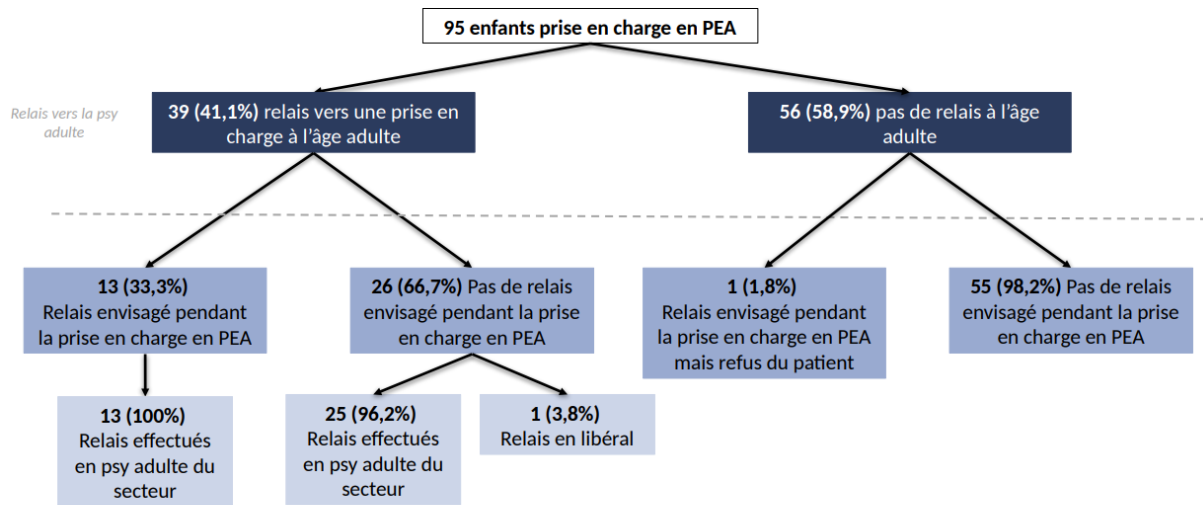 95 enfants prise en charge en PEA
Relais vers la psy
adulte
39 (41,1%) relais vers une prise en
charge à l’âge adulte
56 (58,9%) pas de relais à l’âge
adulte
13 (33,3%)
Relais envisagé pendant
la prise en charge en PEA
26 (66,7%) Pas de relais
envisagé pendant la prise
en charge en PEA
1 (1,8%)
Relais envisagé pendant
la prise en charge en PEA
mais refus du patient
55 (98,2%) Pas de relais
envisagé pendant la prise
en charge en PEA
13 (100%)
Relais effectués
en psy adulte du
secteur
25 (96,2%)
Relais effectués
en psy adulte du
secteur
1 (3,8%)
Relais en libéral